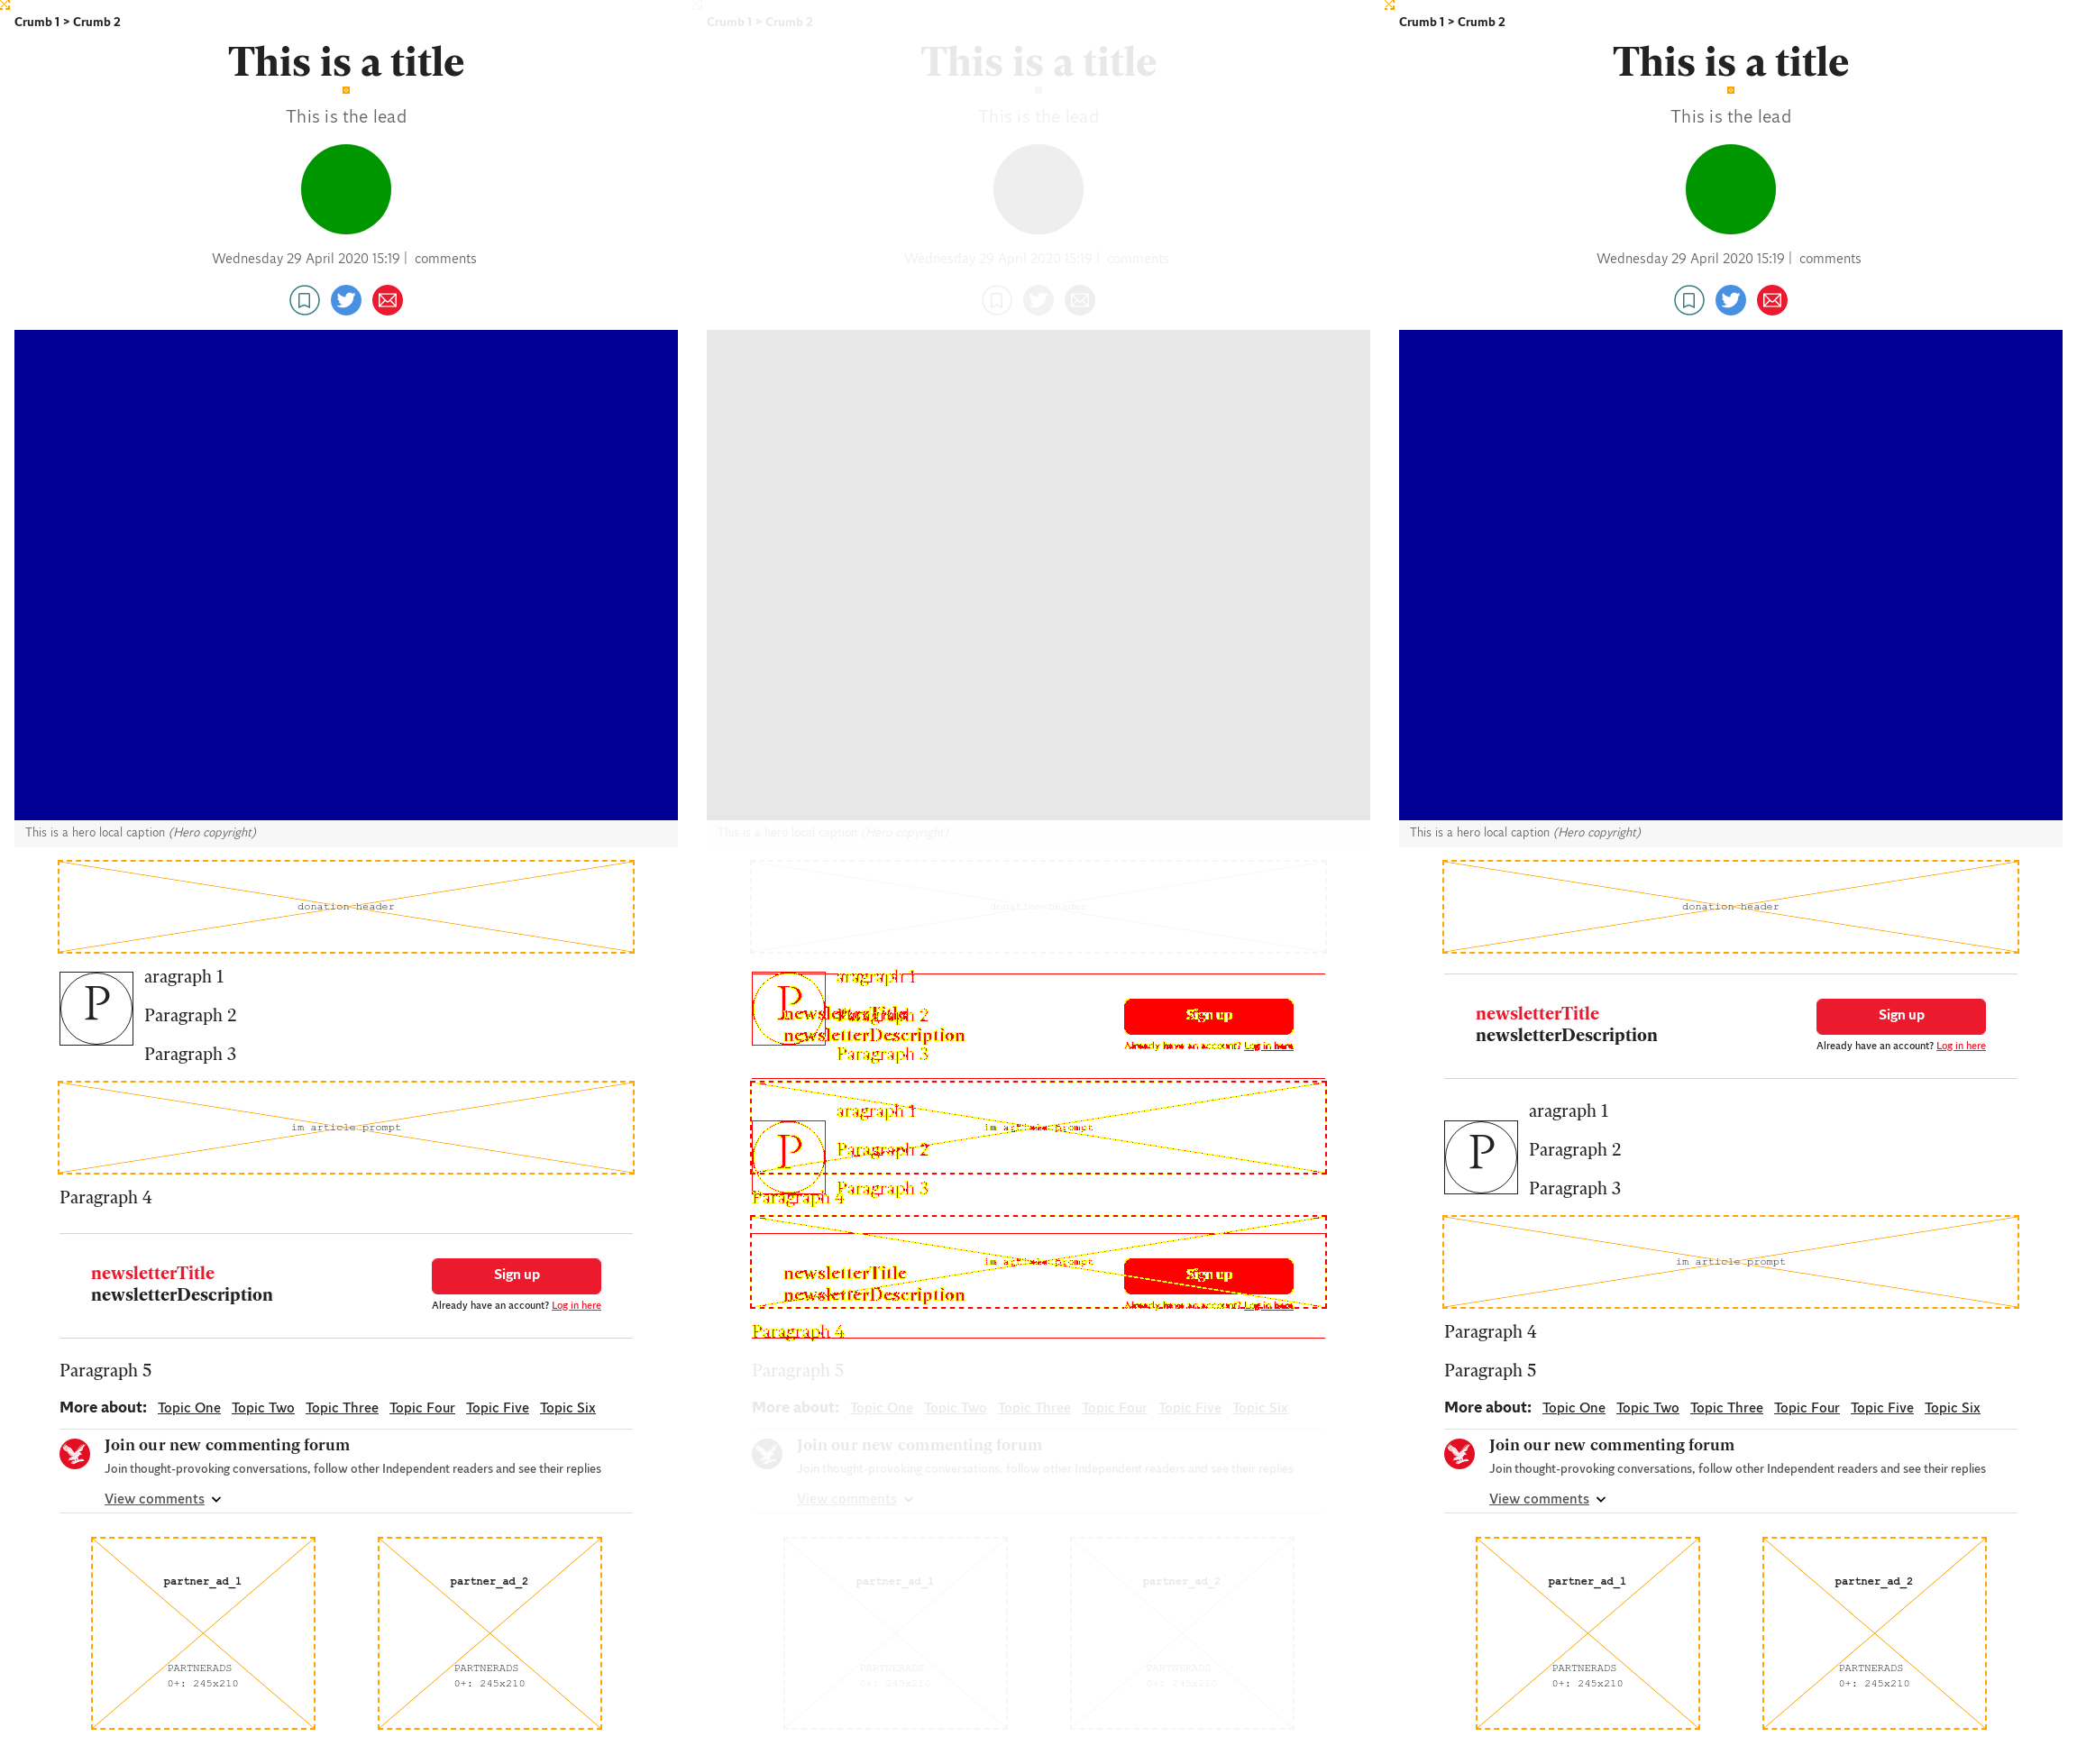 Crumb 1 > Crumb 2
This is a title
This is the lead
Wednesday 29 April 2020 15:19 | comments
This is a hero local caption (Hero copyright)
donation header
P
aragraph 1
Paragraph 2
Paragraph 3
im article prompt
Paragraph 4
newsletterTitle
newsletterDescription
Sign up
Already have an account? Log in here
Paragraph 5
More about: Topic One Topic Two Topic Three Topic Four Topic Five Topic Six
Join our new commenting forum
Join thought-provoking conversations, follow other Independent readers and see their replies
View comments
partner_ad_1
PARTNERADS
0+: 245x210
partner_ad_2
PARTNERADS
0+: 245x210
Crumb 1 > Crumb 2
This is a title
This is the lead
Wednesday 29 April 2020 15:19 | comments
This is a hero local caption (Hero copyright)
donation header
P
aragraph 1
newsletterTitle
Paragraph 2
newsletterDescription
Paragraph 3
Sign up
Already have an account? Log in here
im article prompt
P
aragraph 1
Paragraph 2
Paragraph 3
Paragraph 4
im article prompt
newsletterTitle
newsletterDescription
Sign up
Already have an account? Log in here
Paragraph 4
Paragraph 5
More about: Topic One Topic Two Topic Three Topic Four Topic Five Topic Six
Join our new commenting forum
Join thought-provoking conversations, follow other Independent readers and see their replies
View comments
partner_ad_1
PARTNERADS
0+: 245x210
partner_ad_2
PARTNERADS
0+: 245x210
Crumb 1 > Crumb 2
This is a title
This is the lead
Wednesday 29 April 2020 15:19 | comments
This is a hero local caption (Hero copyright)
donation header
newsletterTitle
newsletterDescription
Sign up
Already have an account? Log in here
P
aragraph 1
Paragraph 2
Paragraph 3
im article prompt
Paragraph 4
Paragraph 5
More about: Topic One Topic Two Topic Three Topic Four Topic Five Topic Six
Join our new commenting forum
Join thought-provoking conversations, follow other Independent readers and see their replies
View comments
partner_ad_1
PARTNERADS
0+: 245x210
partner_ad_2
PARTNERADS
0+: 245x210